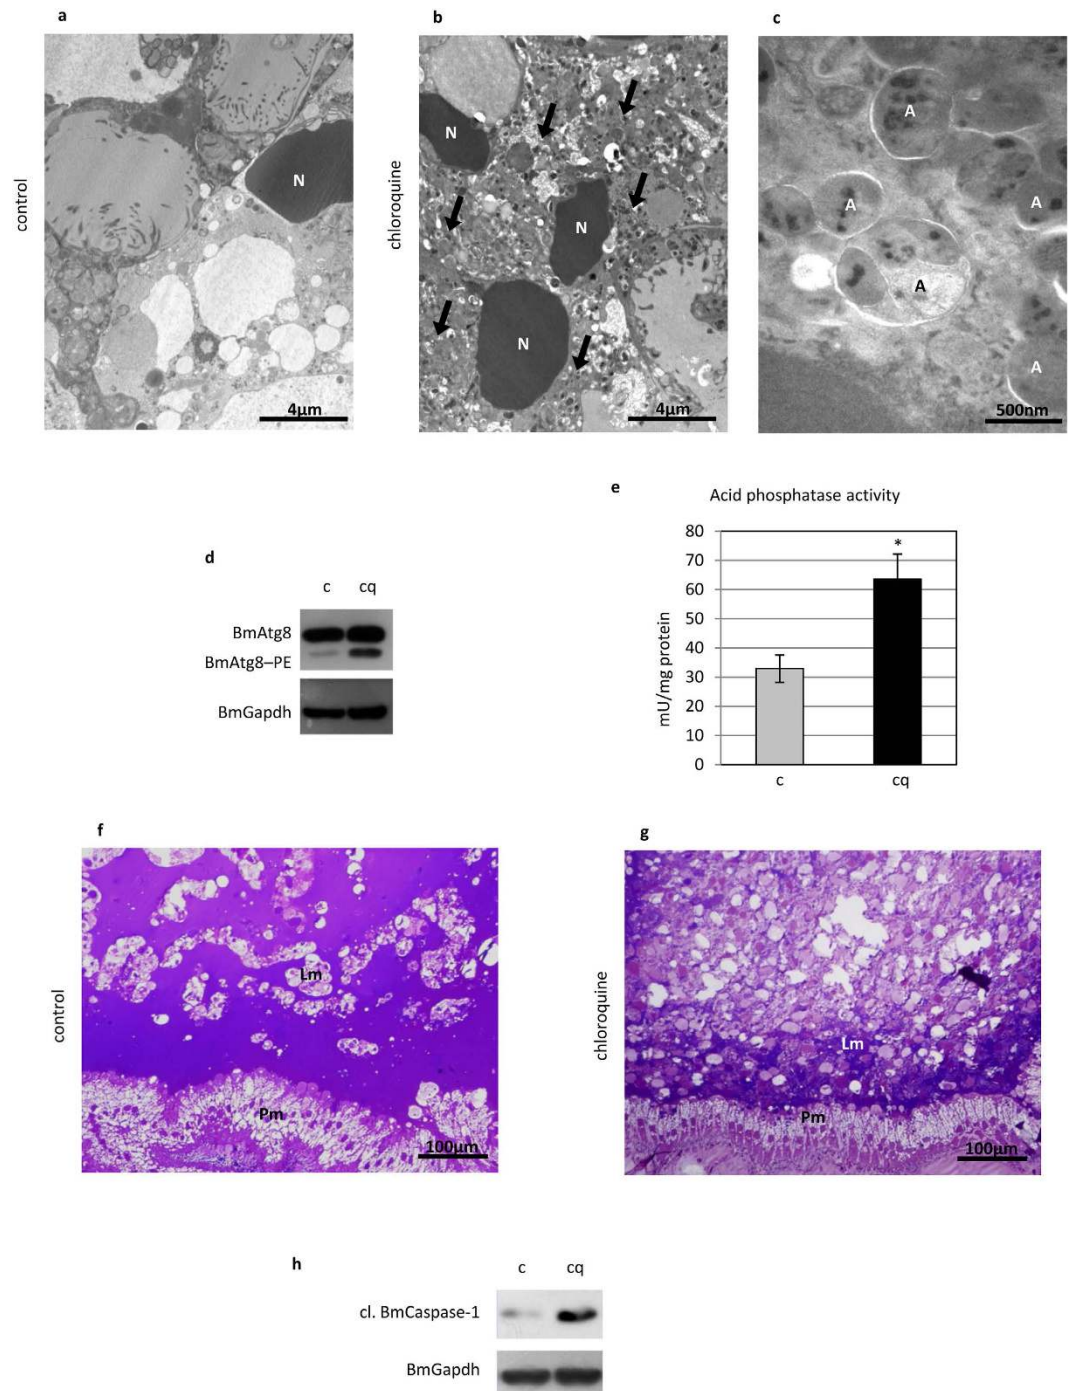 a
b
c
control
N
4µm
chloroquine
N
N
N
4µm
A
A
A
A
A
500nm
d
c cq
BmAtg8
BmAtg8–PE
BmGapdh
e
Acid phosphatase activity
mU/mg protein
80
70
60
50
40
30
20
10
0
*
c cq
f
control
Lm
Pm
100µm
g
chloroquine
Lm
Pm
100µm
h
c cq
cl. BmCaspase-1
BmGapdh